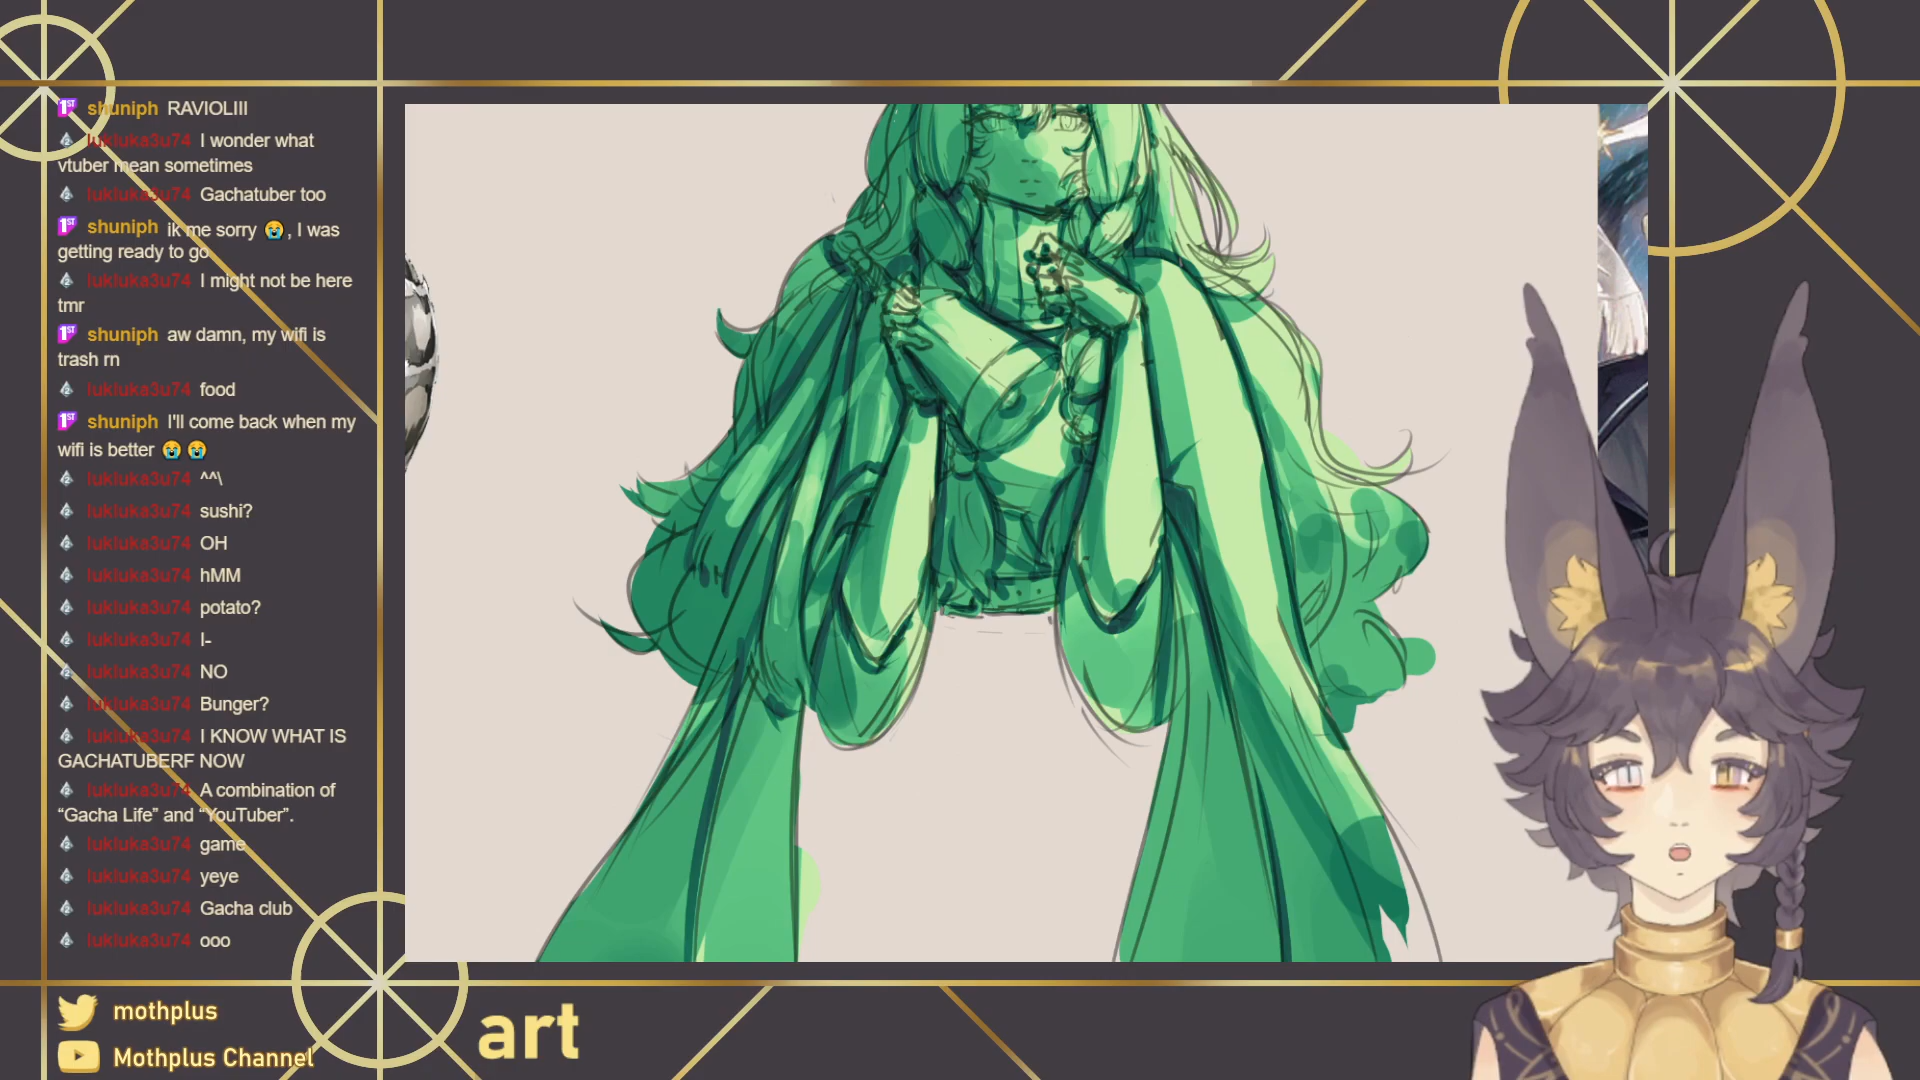 shuniph RAVIOLIII
lukluka3u74 I wonder what
vtuber mean sometimes
lukluka3u74 Gachatuber too
shuniph ik me sorry 😭, I was
getting ready to go
lukluka3u74 I might not be here
tmr
shuniph aw damn, my wifi is
trash rn
lukluka3u74 food
shuniph I'll come back when my
wifi is better 😭 😭
lukluka3u74 ^^\
lukluka3u74 sushi?
lukluka3u74 OH
lukluka3u74 hMM
lukluka3u74 potato?
lukluka3u74 I-
lukluka3u74 NO
lukluka3u74 Bunger?
lukluka3u74 I KNOW WHAT IS
GACHATUBERF NOW
lukluka3u74 A combination of
“Gacha Life” and “YouTuber”.
lukluka3u74 game
lukluka3u74 yeye
lukluka3u74 Gacha club
lukluka3u74 ooo
mothplus
Mothplus Channel
art